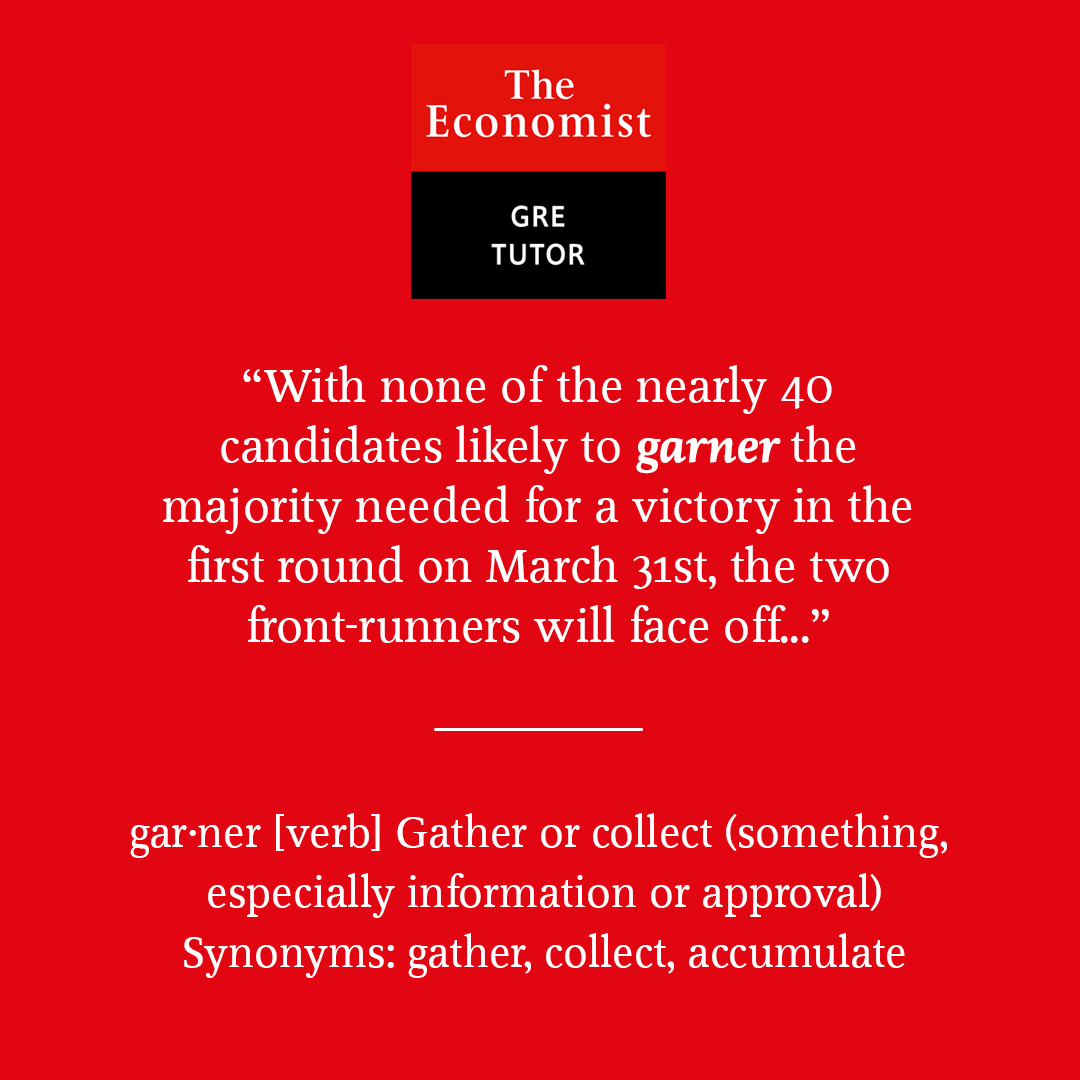 The
Economist
GRE
TUTOR
“With none of the nearly 40
candidates likely to garner the
majority needed for a victory in the
first round on March 31st, the two
front-runners will face off...”
gar·ner [verb] Gather or collect (something,
especially information or approval)
Synonyms: gather, collect, accumulate